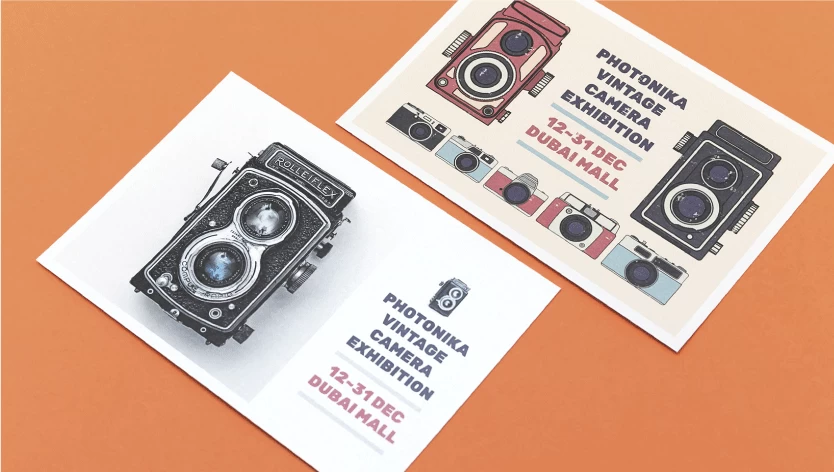 ROLLEIFLEX
COMPUR
PHOTONIKA
VINTAGE
CAMERA
EXHIBITION
12-31 DEC
DUBAI MALL
PHOTONIKA
VINTAGE
CAMERA
EXHIBITION
12-31 DEC
DUBAI MALL